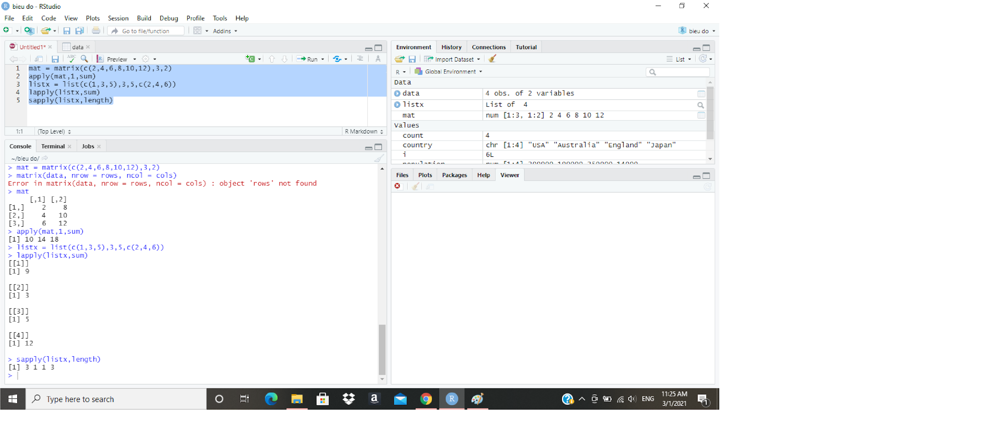 bieu do - RStudio
File Edit Code View Plots Session Build Debug Profile Tools Help
Go to file/function Addins bieu do
Untitled1* data
ABC Preview Run
1 mat = matrix(c(2,4,6,8,10,12),3,2)
2 apply(mat,1,sum)
3 listx = list(c(1,3,5),3,5,c(2,4,6))
4 lapply(listx,sum)
5 sapply(listx,length)
1:1 (Top Level) R Markdown
Console Terminal Jobs
~/bieu do/
> mat = matrix(c(2,4,6,8,10,12),3,2)
> matrix(data, nrow = rows, ncol = cols)
Error in matrix(data, nrow = rows, ncol = cols) : object 'rows' not found
> mat
[,1] [,2]
[1,] 2 8
[2,] 4 10
[3,] 6 12
> apply(mat,1,sum)
[1] 10 14 18
> listx = list(c(1,3,5),3,5,c(2,4,6))
> lapply(listx,sum)
[[1]]
[1] 9
[[2]]
[1] 3
[[3]]
[1] 5
[[4]]
[1] 12
> sapply(listx,length)
[1] 3 1 1 3
>
Environment History Connections Tutorial
Import Dataset List
R Global Environment
Data
data 4 obs. of 2 variables
listx List of 4
mat num [1:3, 1:2] 2 4 6 8 10 12
Values
count 4
country chr [1:4] "USA" "Australia" "England" "Japan"
i 6L
population num [1:4]
Files Plots Packages Help Viewer
Type here to search
ENG
11:25 AM
3/1/2021
1